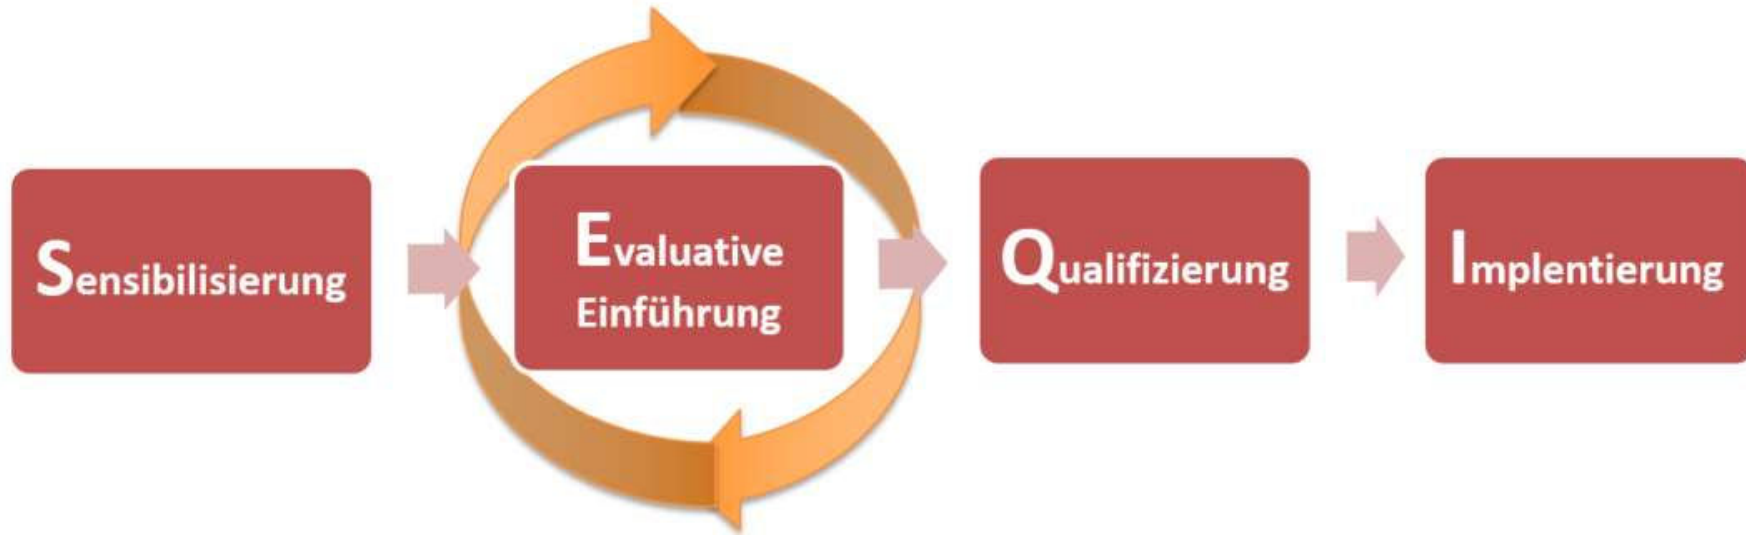 Sensibilisierung
Evaluative
Einführung
Qualifizierung
Implentierung